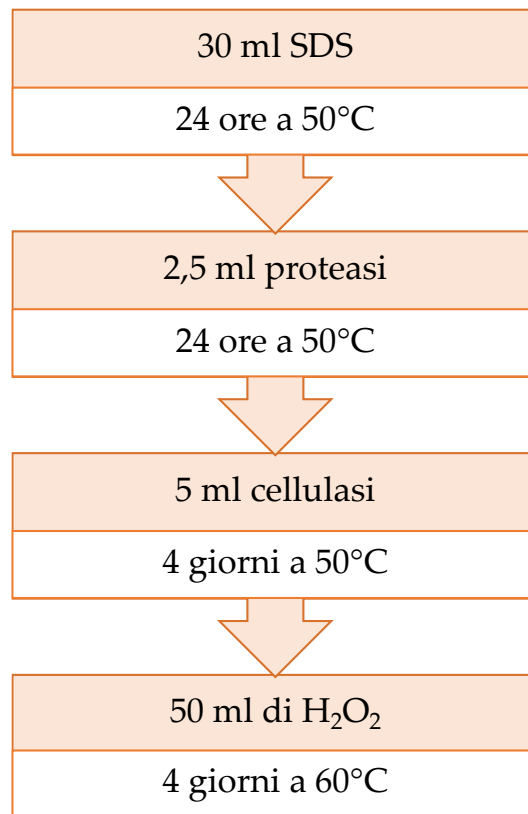 30 ml SDS
24 ore a 50°C
2,5 ml proteasi
24 ore a 50°C
5 ml cellulasi
4 giorni a 50°C
50 ml di H₂O₂
4 giorni a 60°C